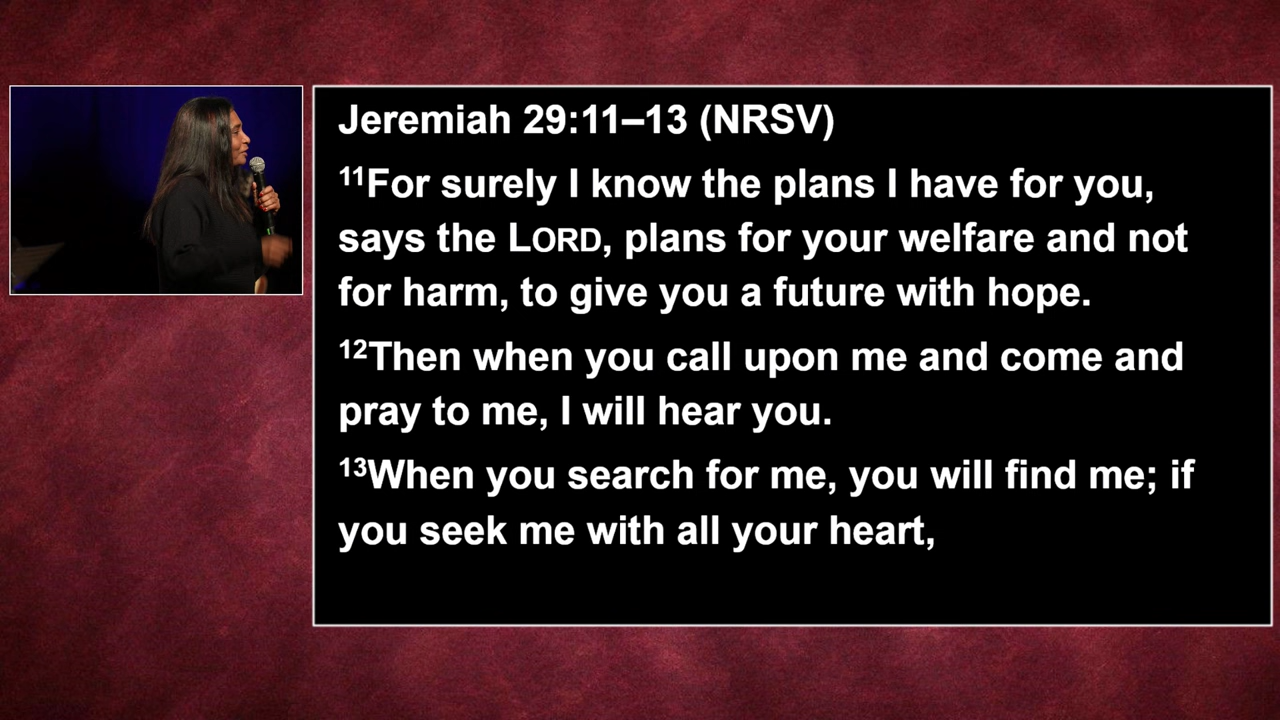 Jeremiah 29:11–13 (NRSV)
¹¹For surely I know the plans I have for you,
says the LORD, plans for your welfare and not
for harm, to give you a future with hope.
¹²Then when you call upon me and come and
pray to me, I will hear you.
¹³When you search for me, you will find me; if
you seek me with all your heart,